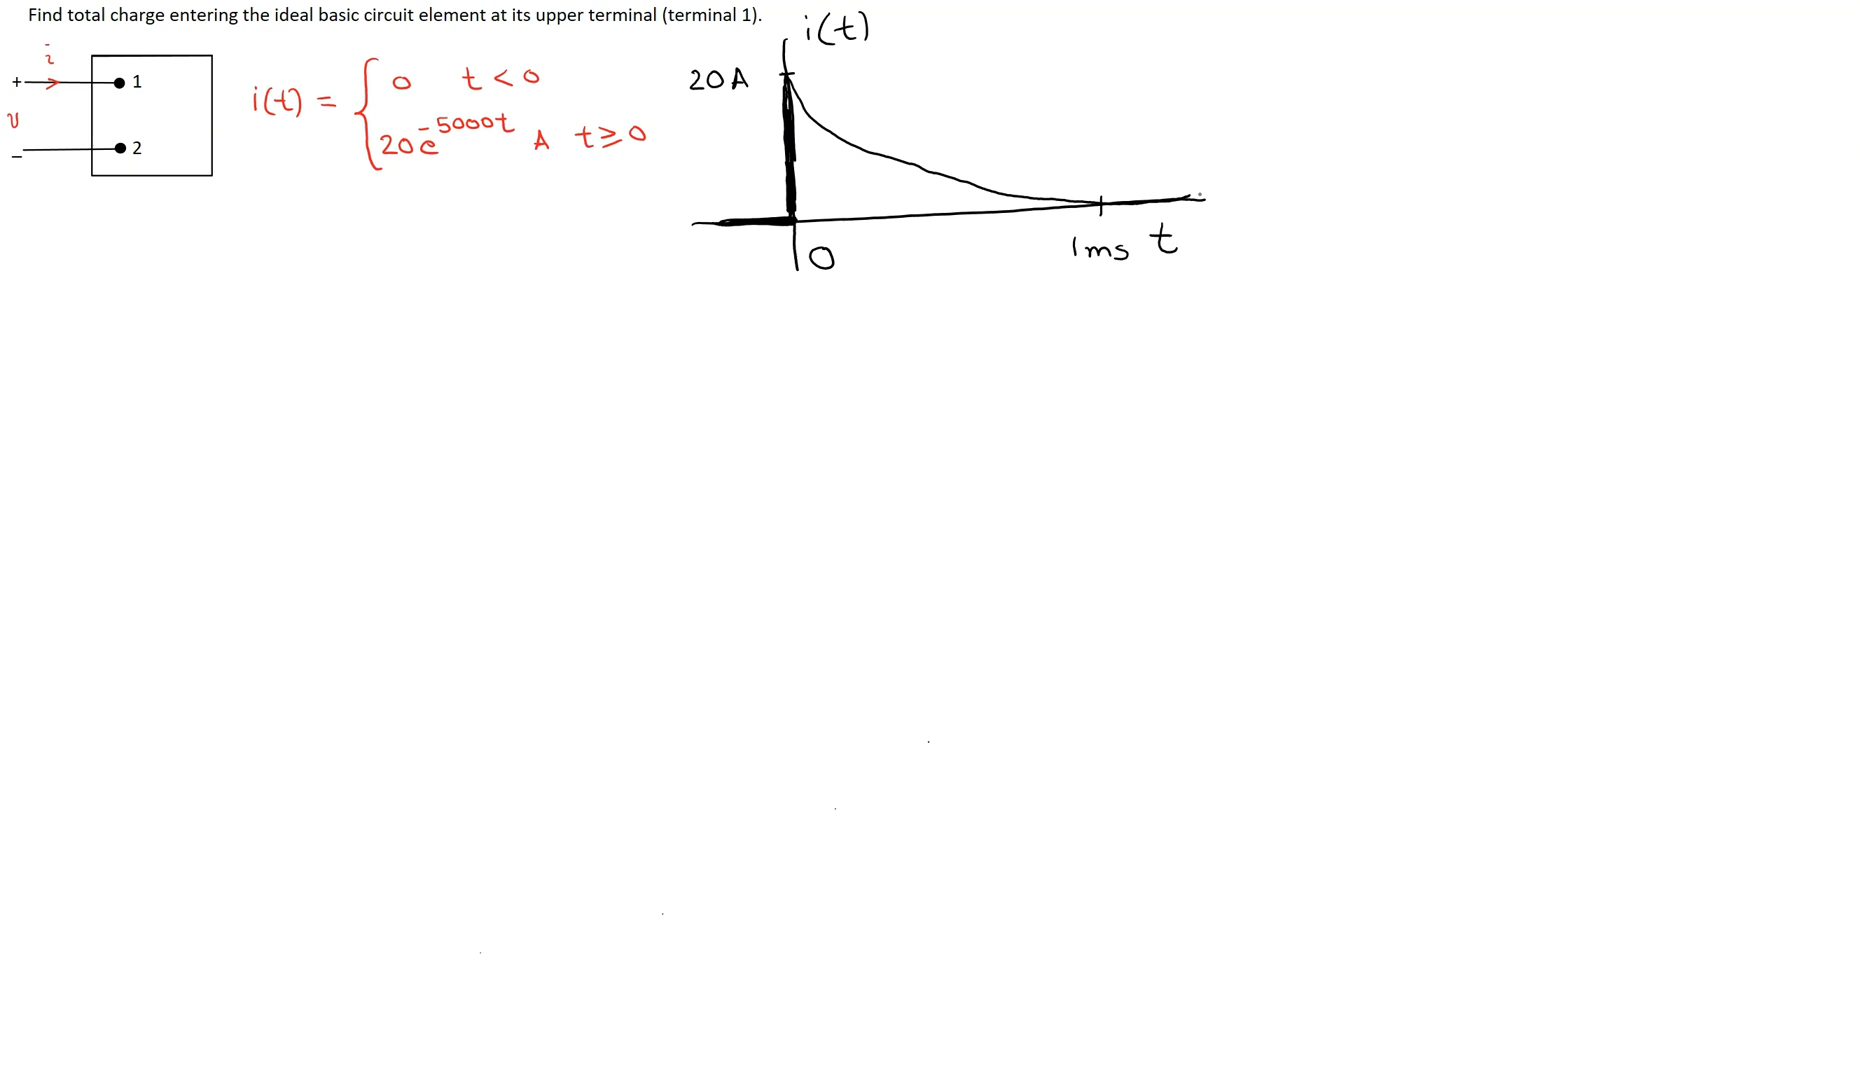 Find total charge entering the ideal basic circuit element at its upper terminal (terminal 1).
i(t)
i
+
1
v
2
−
i(t) = { 0 t < 0
20e^-5000t A t ≥ 0
20A
0
1ms t